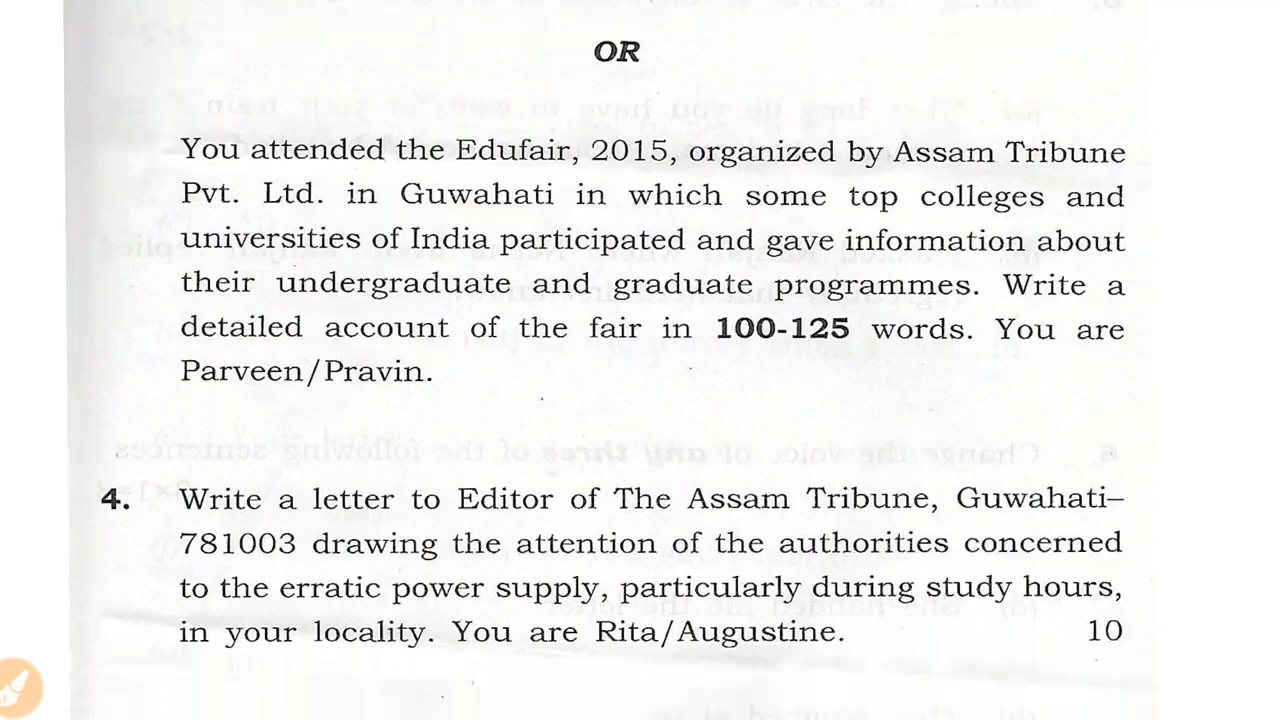 OR
You attended the Edufair, 2015, organized by Assam Tribune
Pvt. Ltd. in Guwahati in which some top colleges and
universities of India participated and gave information about
their undergraduate and graduate programmes. Write a
detailed account of the fair in 100-125 words. You are
Parveen/Pravin.
4. Write a letter to Editor of The Assam Tribune, Guwahati–
781003 drawing the attention of the authorities concerned
to the erratic power supply, particularly during study hours,
in your locality. You are Rita/Augustine. 10